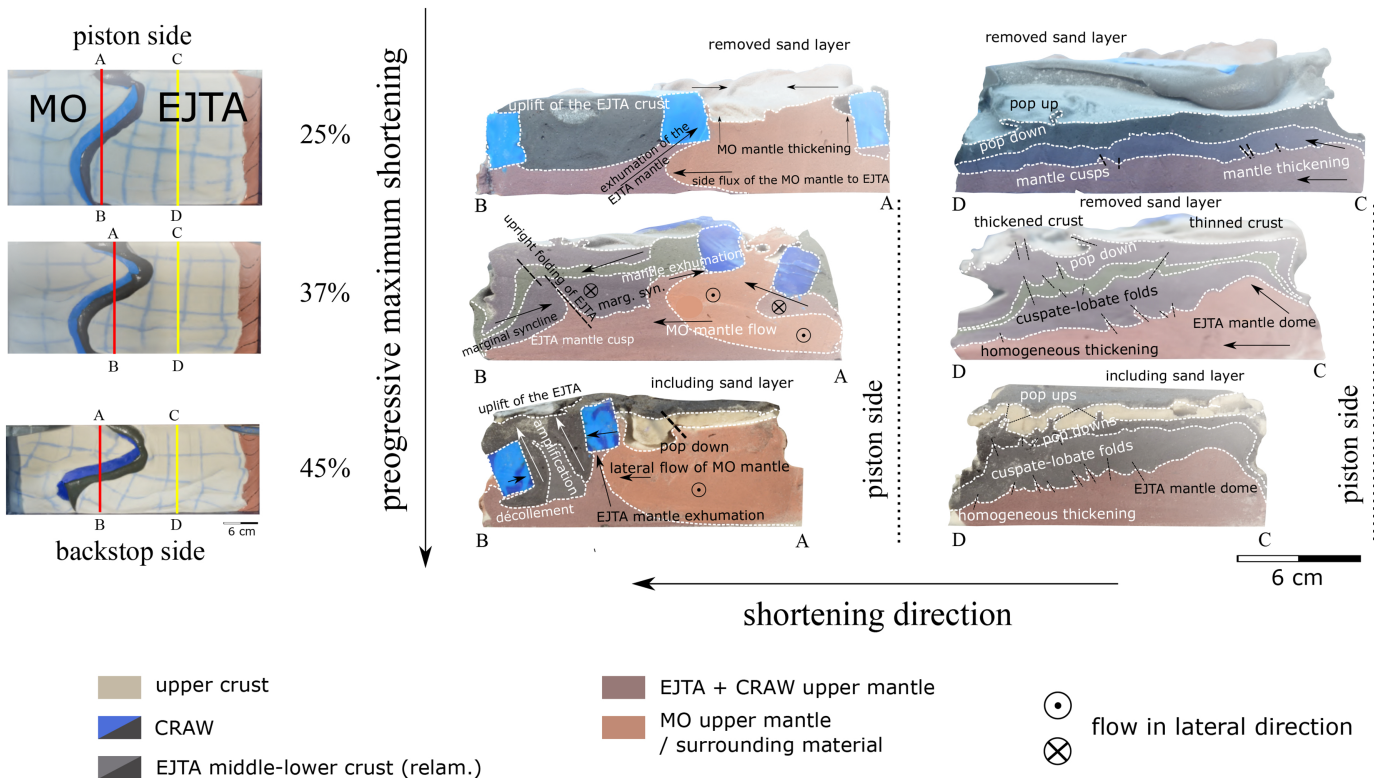 piston side
A
C
MO
EJTA
B
D
A
C
B
D
A
C
B
D
6 cm
backstop side
25%
37%
45%
preogressive maximum shortening
removed sand layer
uplift of the EJTA crust
exhumation of the
EJTA mantle
MO mantle thickening
side flux of the MO mantle to EJTA
B
A
upright folding of EJTA
mantle exhumation
marg. syn.
marginal syncline
EJTA mantle cusp
MO mantle flow
B
A
including sand layer
uplift of the EJTA
amplification
pop down
lateral flow of MO mantle
décollement
EJTA mantle exhumation
B
A
piston side
removed sand layer
pop up
pop down
mantle cusps
mantle thickening
D
C
removed sand layer
thickened crust
thinned crust
pop down
cuspate-lobate folds
EJTA mantle dome
homogeneous thickening
D
C
including sand layer
pop ups
pop downs
cuspate-lobate folds
EJTA mantle dome
homogeneous thickening
D
C
piston side
6 cm
shortening direction
upper crust
CRAW
EJTA middle-lower crust (relam.)
EJTA + CRAW upper mantle
MO upper mantle
/ surrounding material
flow in lateral direction